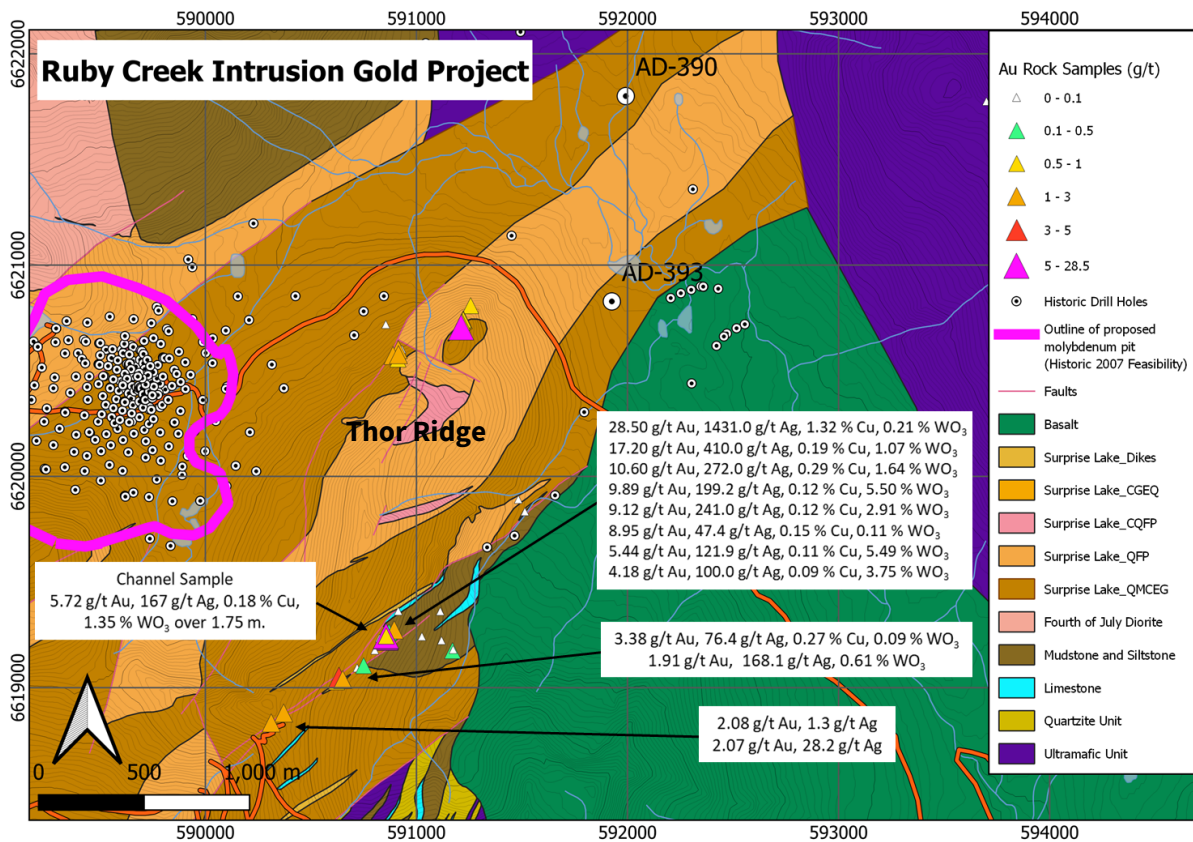 590000 591000 592000 593000 594000
Ruby Creek Intrusion Gold Project
6622000
6621000
6620000
6619000
AD-390
AD-393
Thor Ridge
28.50 g/t Au, 1431.0 g/t Ag, 1.32 % Cu, 0.21 % WO₃
17.20 g/t Au, 410.0 g/t Ag, 0.19 % Cu, 1.07 % WO₃
10.60 g/t Au, 272.0 g/t Ag, 0.29 % Cu, 1.64 % WO₃
9.89 g/t Au, 199.2 g/t Ag, 0.12 % Cu, 5.50 % WO₃
9.12 g/t Au, 241.0 g/t Ag, 0.12 % Cu, 2.91 % WO₃
8.95 g/t Au, 47.4 g/t Ag, 0.15 % Cu, 0.11 % WO₃
5.44 g/t Au, 121.9 g/t Ag, 0.11 % Cu, 5.49 % WO₃
4.18 g/t Au, 100.0 g/t Ag, 0.09 % Cu, 3.75 % WO₃
Channel Sample
5.72 g/t Au, 167 g/t Ag, 0.18 % Cu,
1.35 % WO₃ over 1.75 m.
3.38 g/t Au, 76.4 g/t Ag, 0.27 % Cu, 0.09 % WO₃
1.91 g/t Au, 168.1 g/t Ag, 0.61 % WO₃
2.08 g/t Au, 1.3 g/t Ag
2.07 g/t Au, 28.2 g/t Ag
0 500 1,000 m
590000 591000 592000 593000 594000
Au Rock Samples (g/t)
0 - 0.1
0.1 - 0.5
0.5 - 1
1 - 3
3 - 5
5 - 28.5
Historic Drill Holes
Outline of proposed
molybdenum pit
(Historic 2007 Feasibility)
Faults
Basalt
Surprise Lake_Dikes
Surprise Lake_CGEQ
Surprise Lake_CQFP
Surprise Lake_QFP
Surprise Lake_QMCEG
Fourth of July Diorite
Mudstone and Siltstone
Limestone
Quartzite Unit
Ultramafic Unit